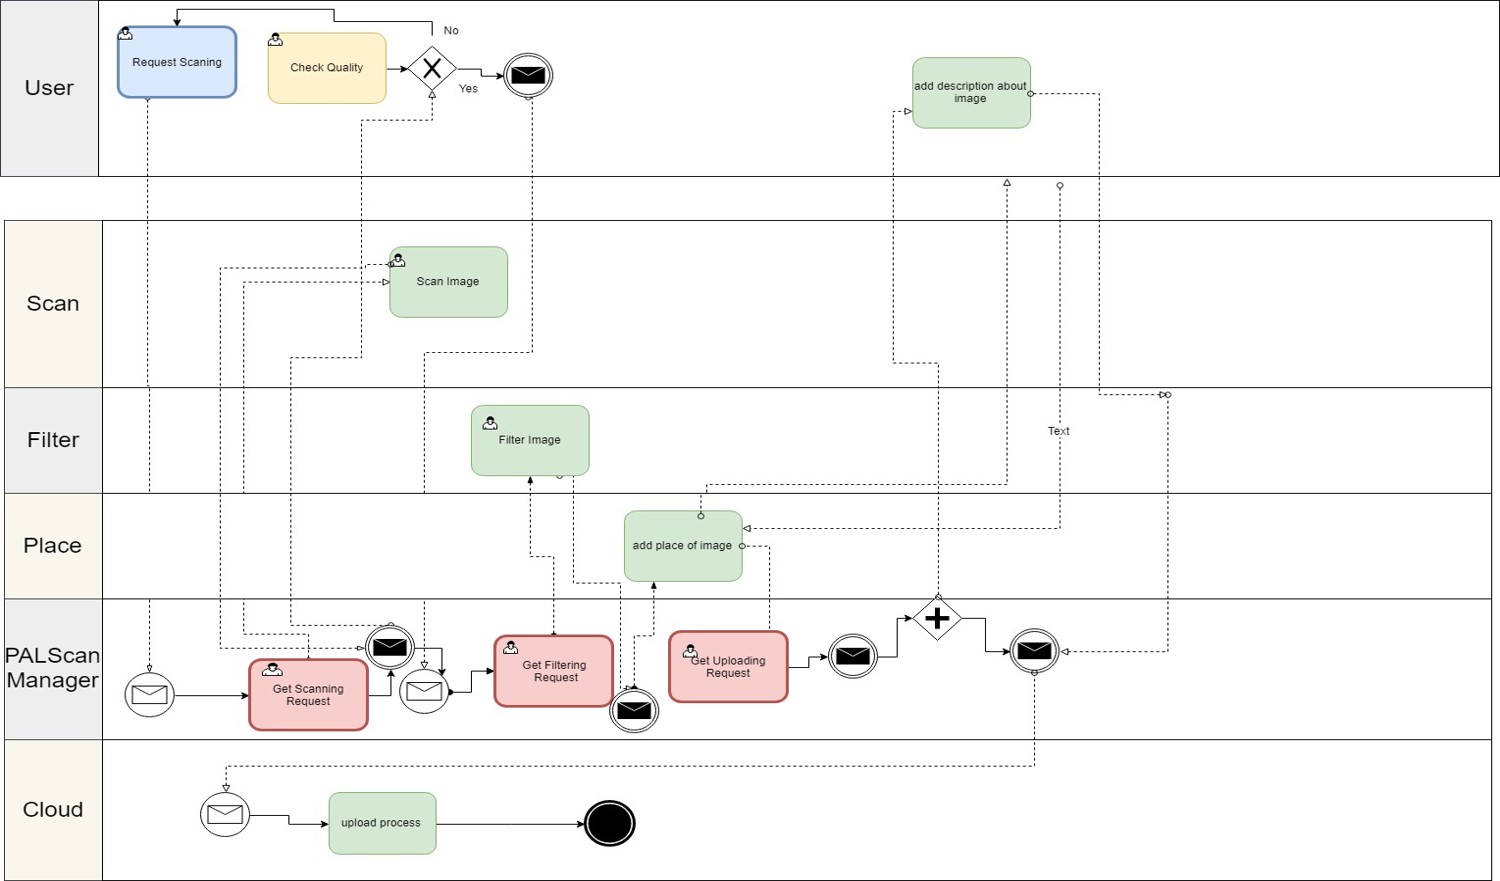 User
Request Scaning
Check Quality
No
Yes
add description about
image
Scan
Scan Image
Filter
Filter Image
Text
Place
add place of image
PALScan
Manager
Get Scanning
Request
Get Filtering
Request
Get Uploading
Request
Cloud
upload process